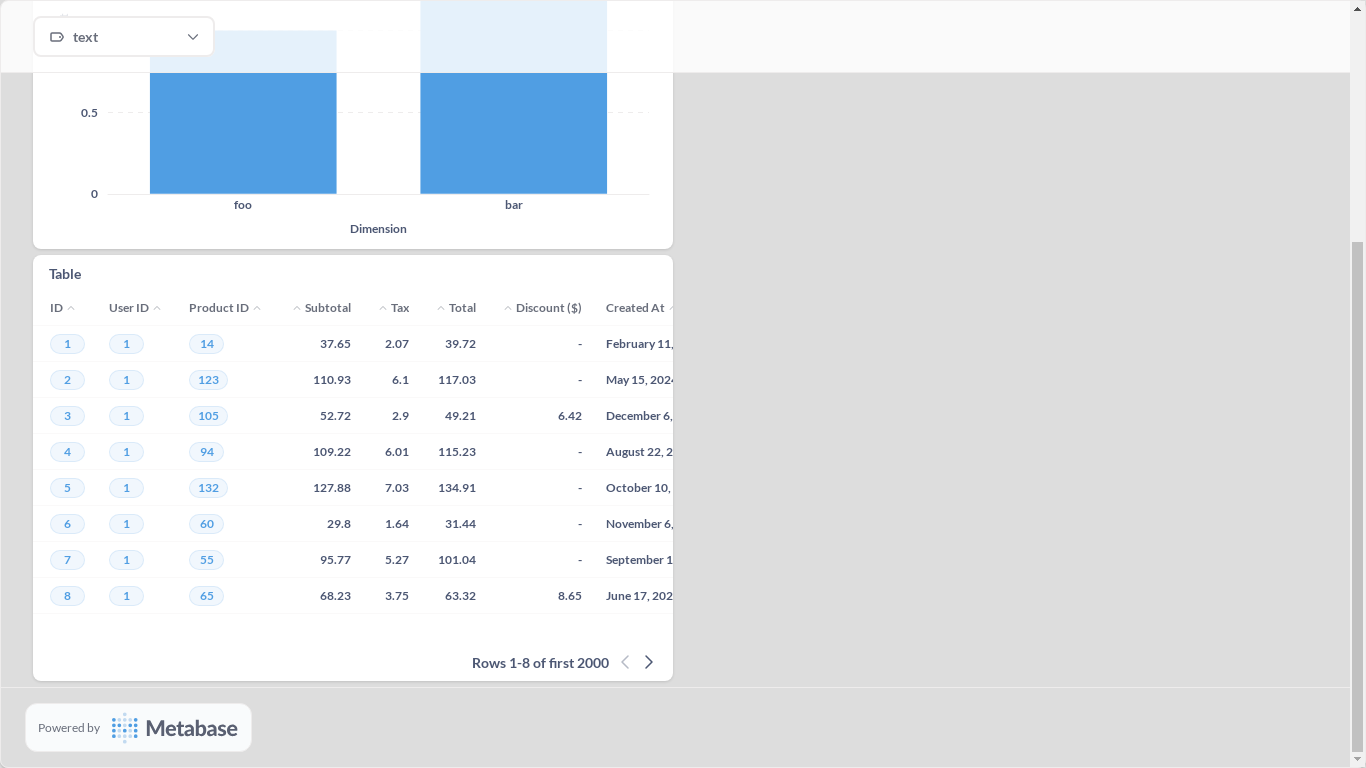 text
0.5
0
foo bar
Dimension
Table
ID User ID Product ID Subtotal Tax Total Discount ($) Created At
1 1 14 37.65 2.07 39.72 - February 11,
2 1 123 110.93 6.1 117.03 - May 15, 202
3 1 105 52.72 2.9 49.21 6.42 December 6,
4 1 94 109.22 6.01 115.23 - August 22, 2
5 1 132 127.88 7.03 134.91 - October 10,
6 1 60 29.8 1.64 31.44 - November 6,
7 1 55 95.77 5.27 101.04 - September 1
8 1 65 68.23 3.75 63.32 8.65 June 17, 202
Rows 1-8 of first 2000
Powered by Metabase